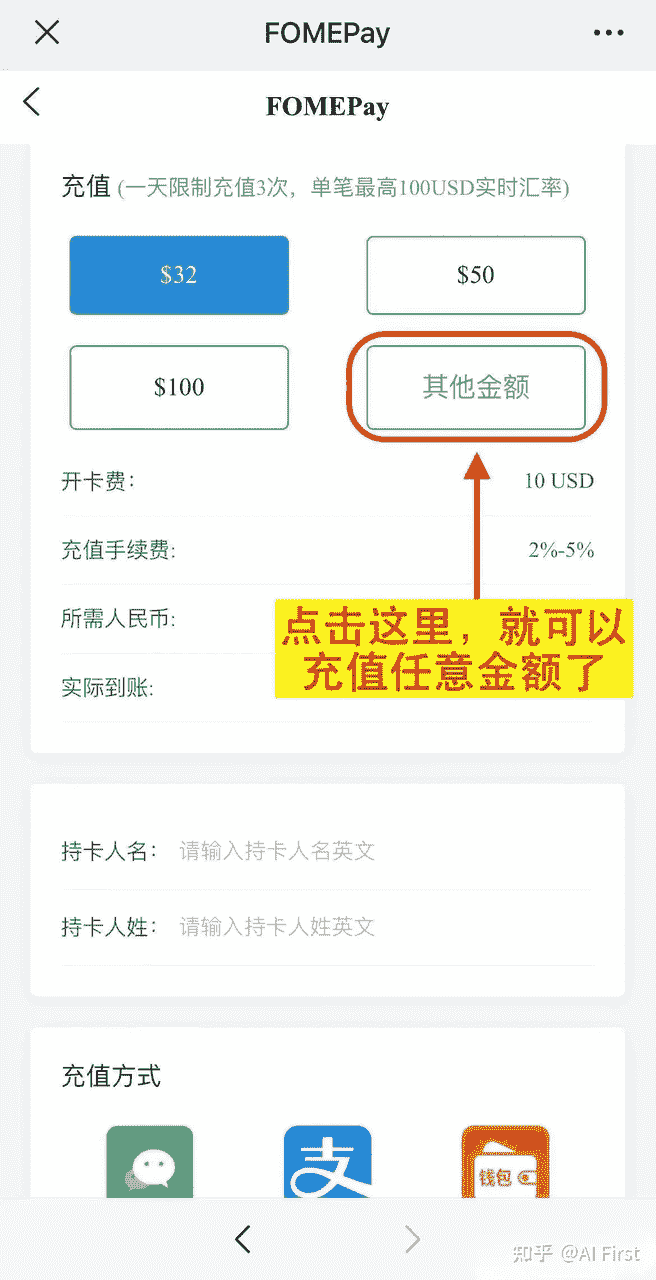 FOMEPay
FOMEPay
充值 (一天限制充值3次，单笔最高100USD实时汇率)
$32
$50
$100
其他金额
开卡费：
10 USD
充值手续费:
2%-5%
所需人民币:
点击这里，就可以
充值任意金额了
实际到账:
持卡人名： 请输入持卡人名英文
持卡人姓： 请输入持卡人姓英文
充值方式
支
钱包
知乎 @AI First